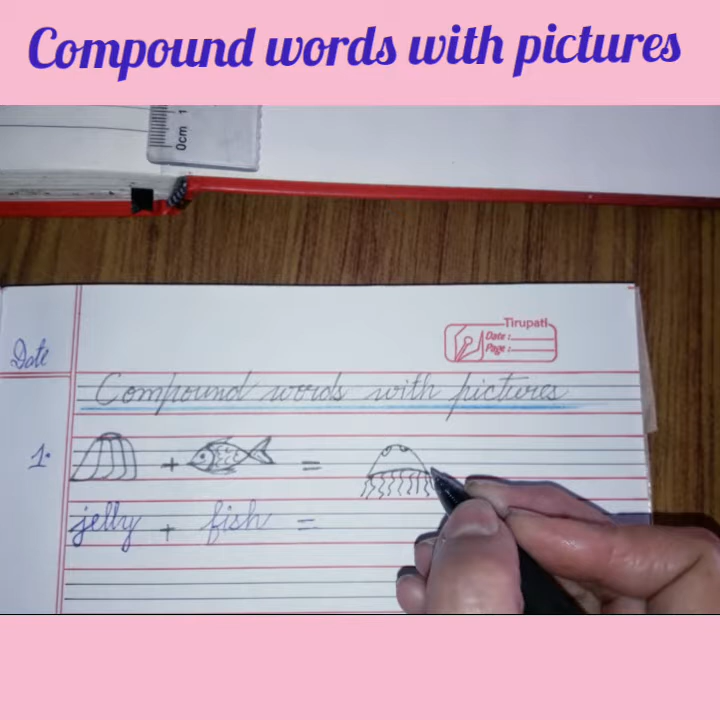 Compound words with pictures
0cm 1
Tirupati
Date:
Page:
Date
Compound words with pictures
1. + =
jelly + fish =